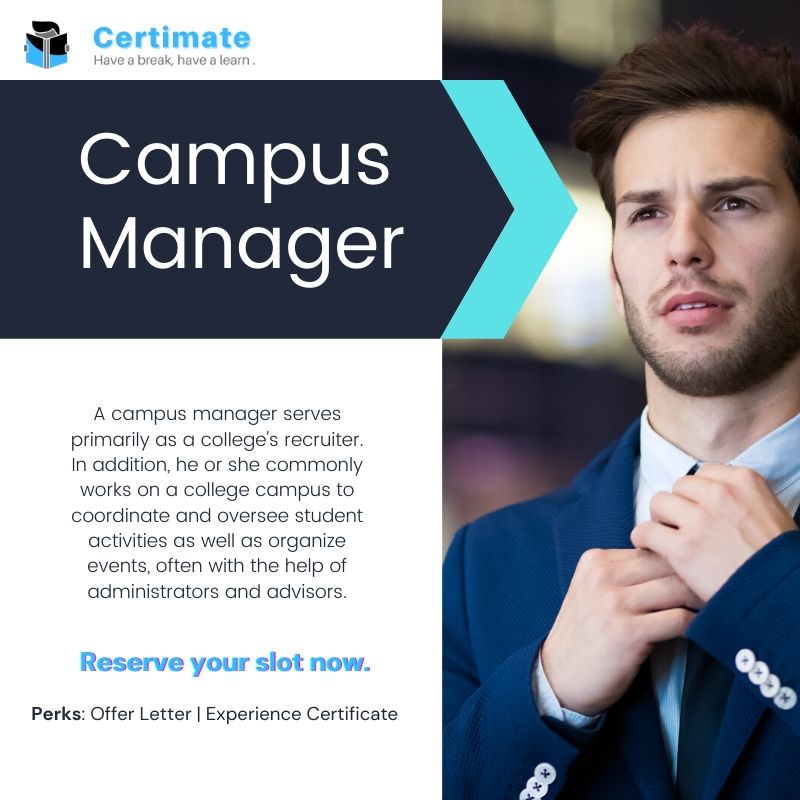 Certimate
Have a break, have a learn .
Campus
Manager
A campus manager serves
primarily as a college's recruiter.
In addition, he or she commonly
works on a college campus to
coordinate and oversee student
activities as well as organize
events, often with the help of
administrators and advisors.
Reserve your slot now.
Perks: Offer Letter | Experience Certificate